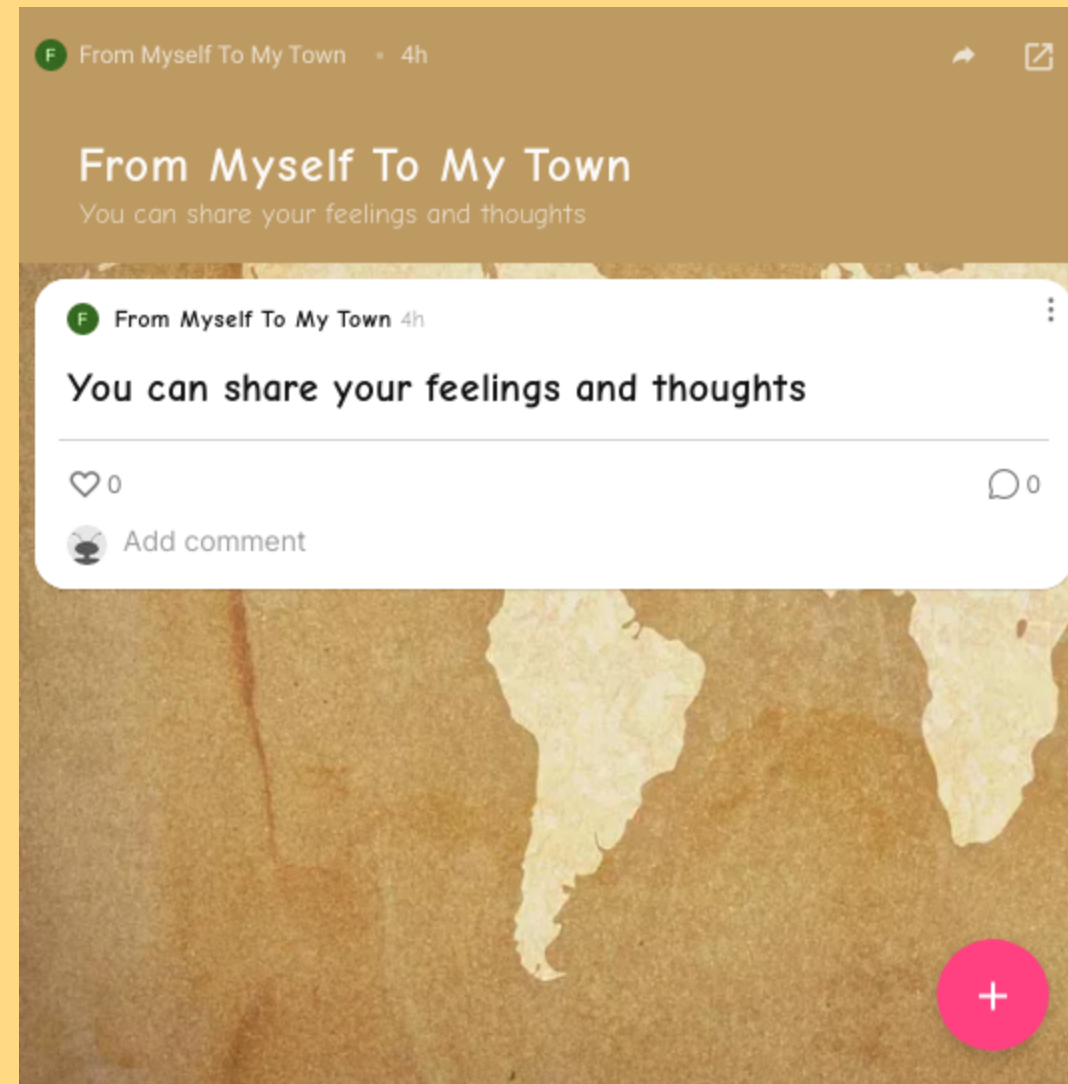 F From Myself To My Town • 4h
From Myself To My Town
You can share your feelings and thoughts
F From Myself To My Town 4h
You can share your feelings and thoughts
0 0
Add comment
+